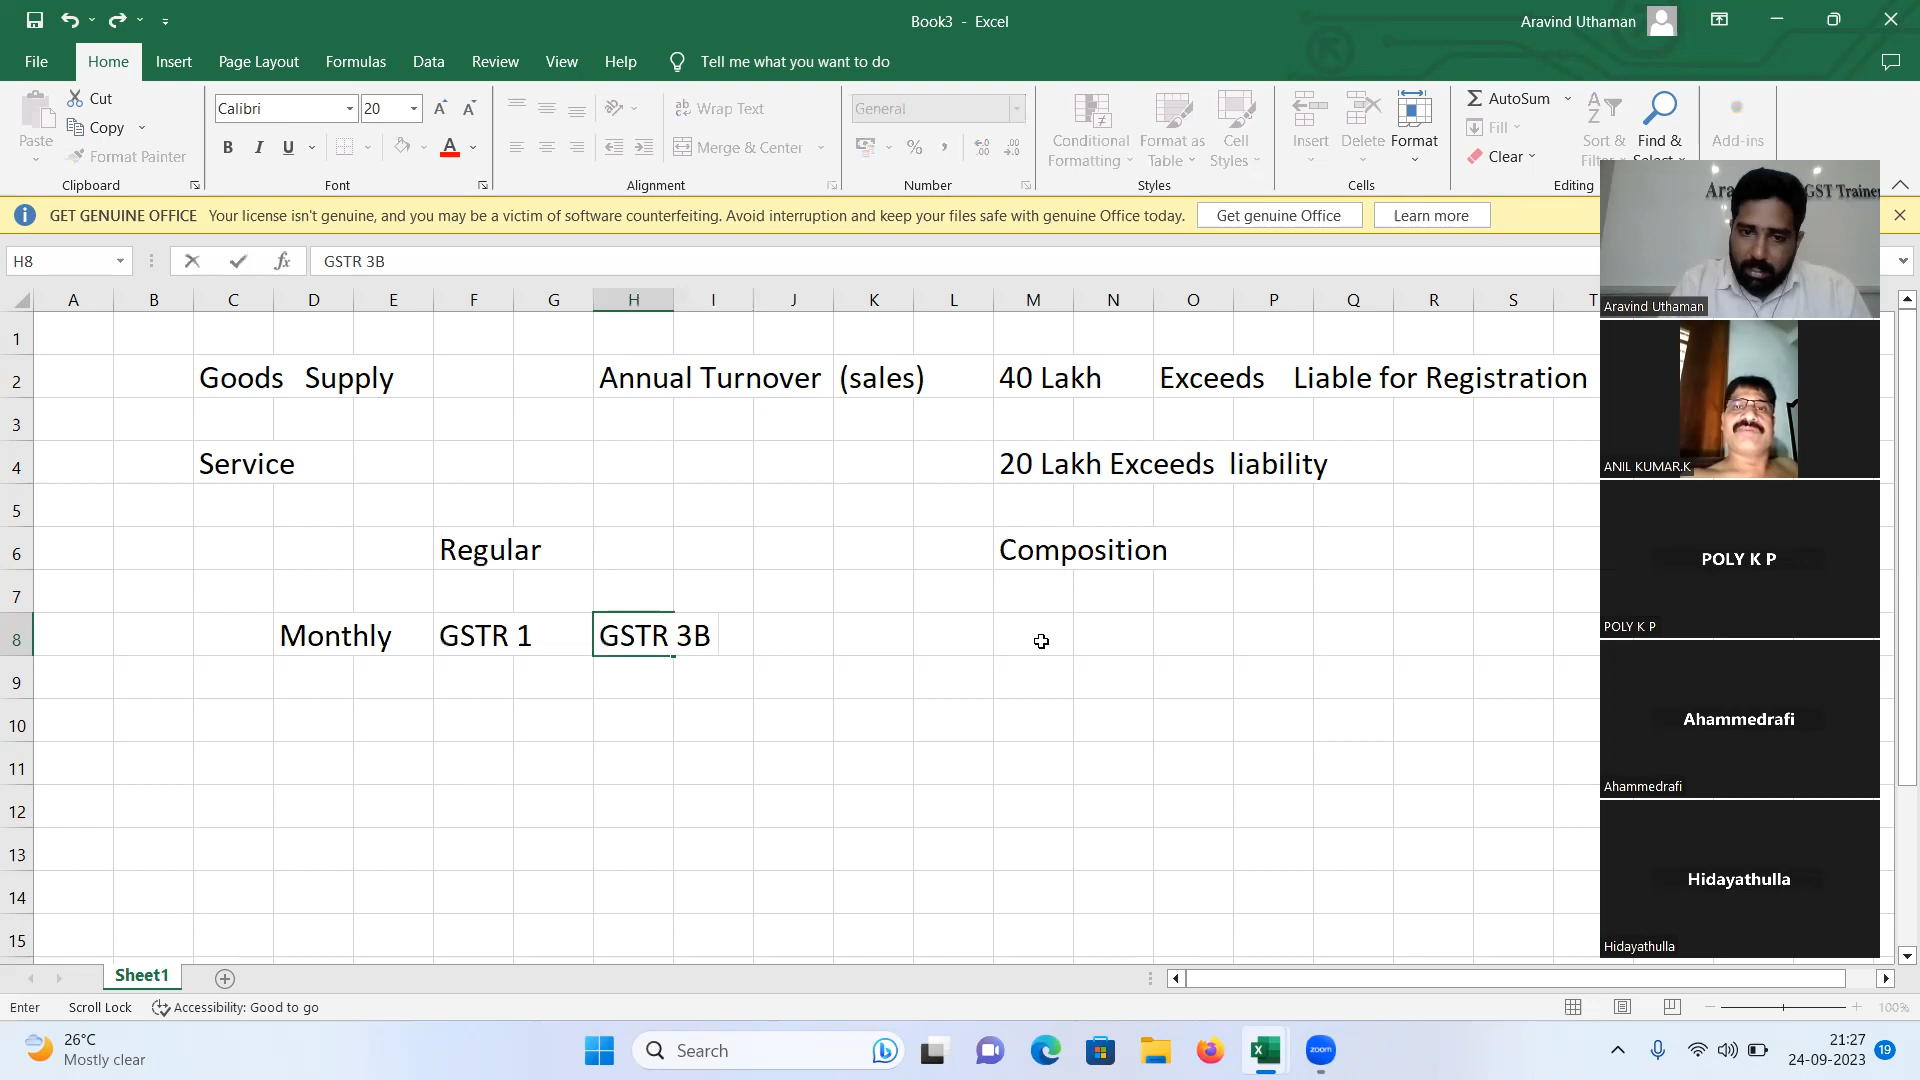 Book3 - Excel
Aravind Uthaman
File Home Insert Page Layout Formulas Data Review View Help Tell me what you want to do
Cut
Copy
Format Painter
Paste
Clipboard
Calibri 20
B I U
Font
Wrap Text
Merge & Center
Alignment
General
Number
Conditional Formatting
Format as Table
Cell Styles
Styles
Insert Delete Format
Cells
AutoSum
Fill
Clear
Sort &
Find &
Editing
Add-ins
GET GENUINE OFFICE Your license isn't genuine, and you may be a victim of software counterfeiting. Avoid interruption and keep your files safe with genuine Office today. Get genuine Office Learn more
H8 GSTR 3B
A B C D E F G H I J K L M N O P Q R S T
1
2 Goods Supply Annual Turnover (sales) 40 Lakh Exceeds Liable for Registration
3
4 Service 20 Lakh Exceeds liability
5
6 Regular Composition
7
8 Monthly GSTR 1 GSTR 3B
9
10
11
12
13
14
15
GST Trainer
Aravind Uthaman
ANIL KUMAR.K
POLY K P
POLY K P
Ahammedrafi
Ahammedrafi
Hidayathulla
Hidayathulla
Sheet1
Enter Scroll Lock Accessibility: Good to go 100%
26°C
Mostly clear
Search
zoom
21:27
24-09-2023
19